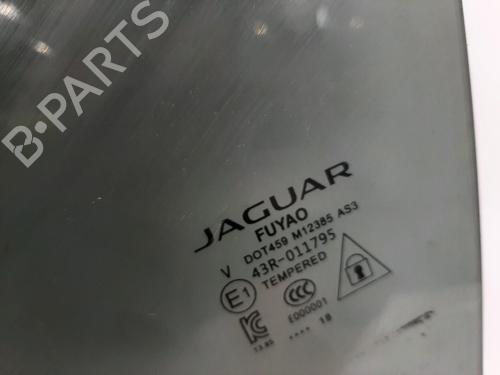 B-PARTS
JAGUAR
FUYAO
DOT459 M12385 AS3
V 43R-011795
TEMPERED
E1
E000001
.... 18